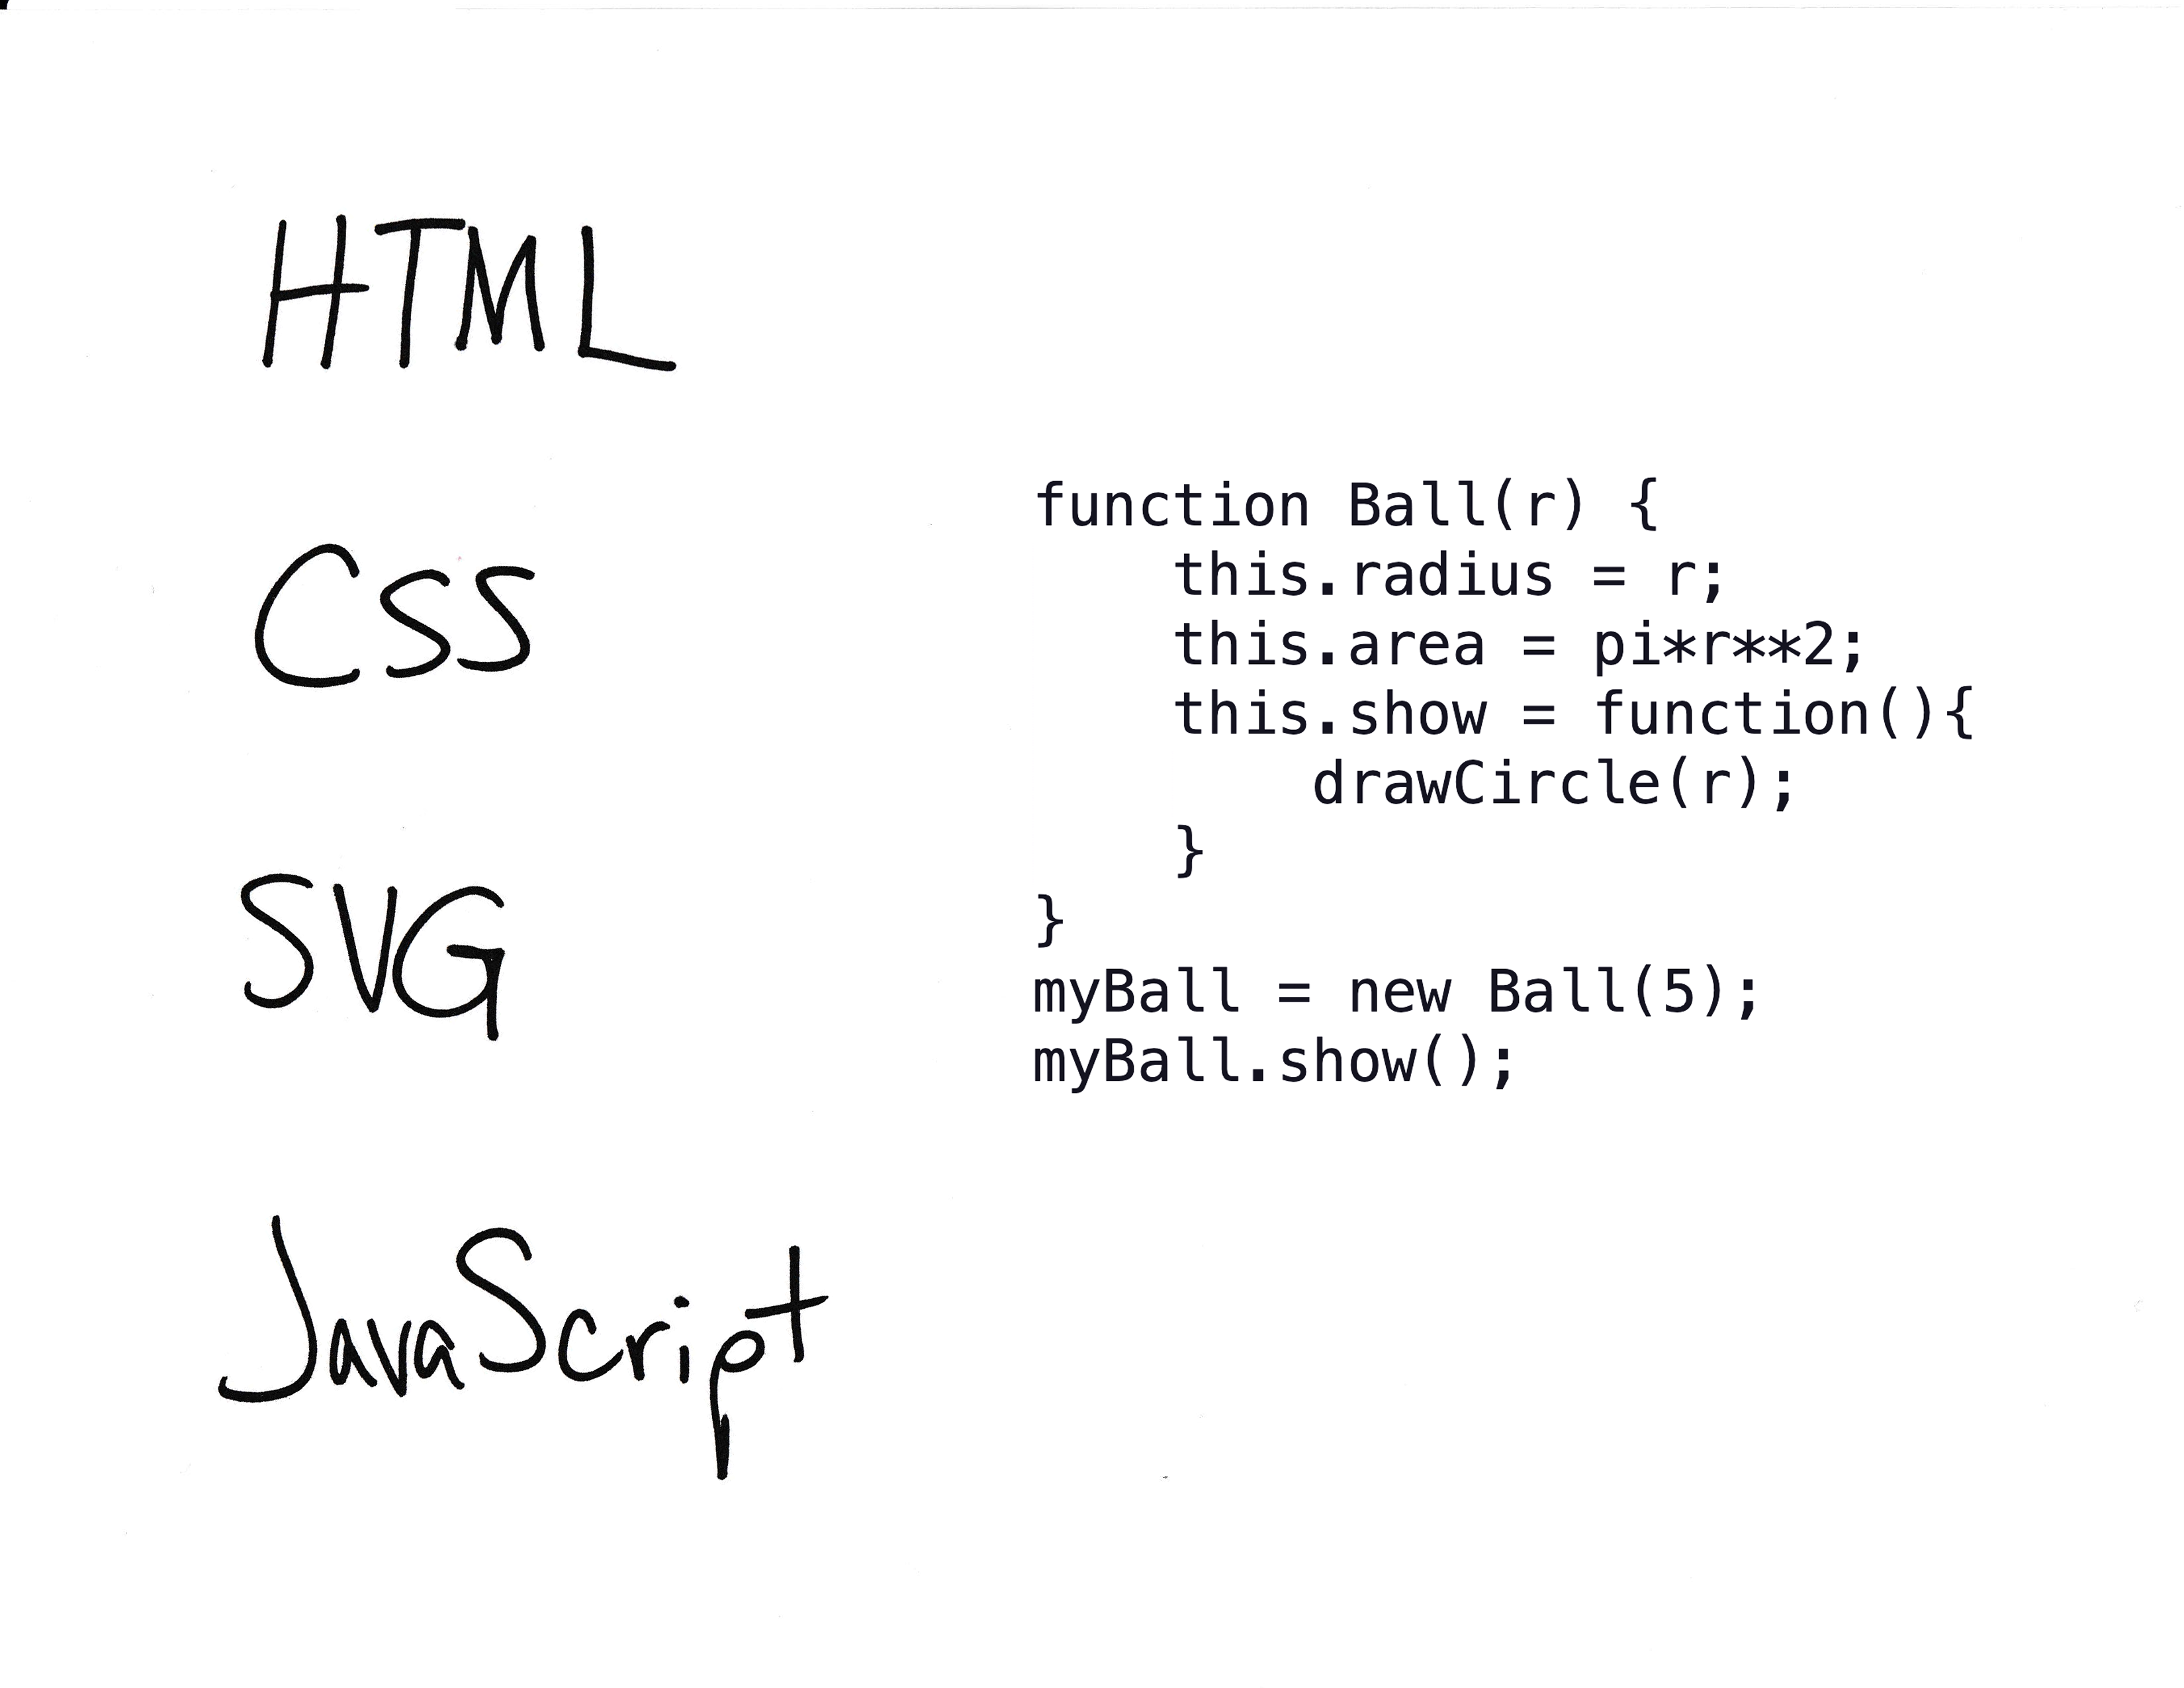 HTML
CSS
SVG
JavaScript
function Ball(r) {
    this.radius = r;
    this.area = pi*r**2;
    this.show = function(){
        drawCircle(r);
    }
}
myBall = new Ball(5);
myBall.show();